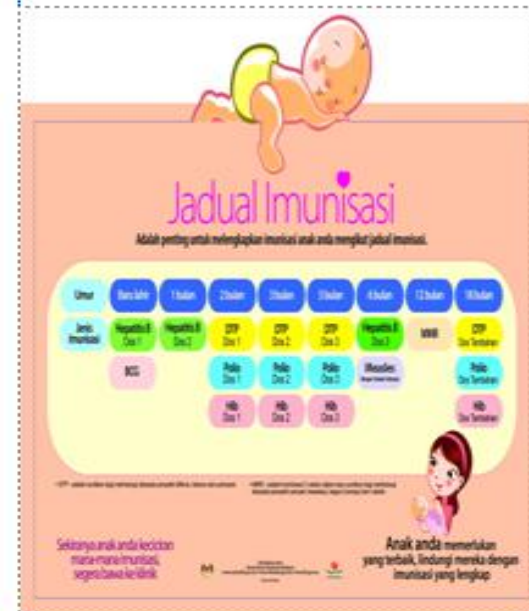 Jadual Imunisasi
Adalah penting untuk melengkapkan imunisasi anak anda mengikut jadual imunisasi.
Umur Baru lahir 1 bulan 2 bulan 3 bulan 5 bulan 6 bulan 12 bulan 18 bulan
Jenis Imunisasi Hepatitis B Dos 1 Hepatitis B Dos 2 DTP Dos 1 DTP Dos 2 DTP Dos 3 Hepatitis B Dos 3 MMR DTP Dos Tambahan
BCG Polio Dos 1 Polio Dos 2 Polio Dos 3 Measles Polio Dos Tambahan
Hib Dos 1 Hib Dos 2 Hib Dos 3 Hib Dos Tambahan
Sekiranya anak anda keciciran
mana-mana imunisasi,
segera bawa ke klinik
Anak anda memerlukan
yang terbaik, lindungi mereka dengan
imunisasi yang lengkap